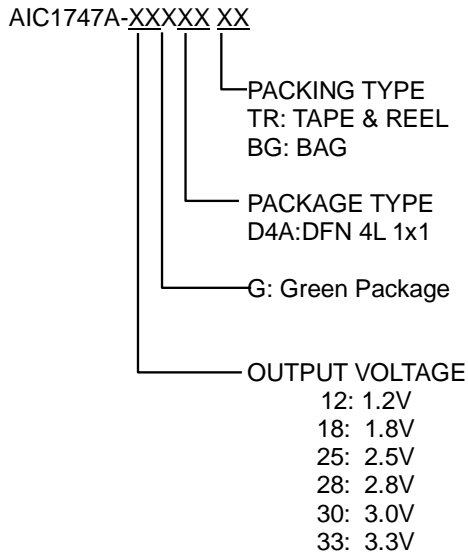 AIC1747A-XXXXX XX
PACKING TYPE
TR: TAPE & REEL
BG: BAG
PACKAGE TYPE
D4A:DFN 4L 1x1
G: Green Package
OUTPUT VOLTAGE
12: 1.2V
18: 1.8V
25: 2.5V
28: 2.8V
30: 3.0V
33: 3.3V